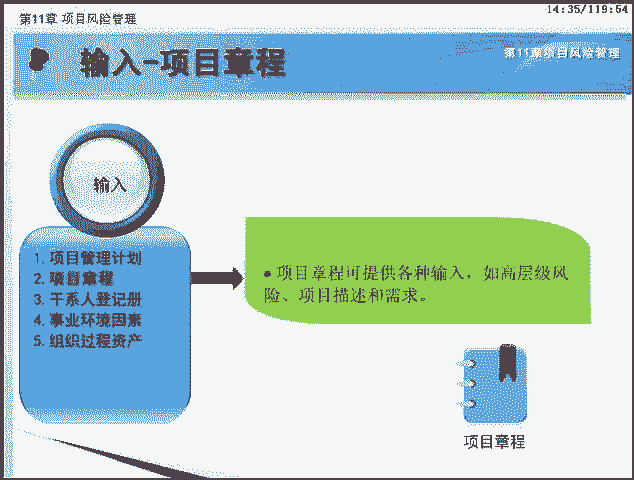 第11章 项目风险管理
14:35/119:54
输入-项目章程
第11章项目风险管理
输入
1. 项目管理计划
2. 项目章程
3. 干系人登记册
4. 事业环境因素
5. 组织过程资产
● 项目章程可提供各种输入，如高层级风
险、项目描述和需求。
项目章程